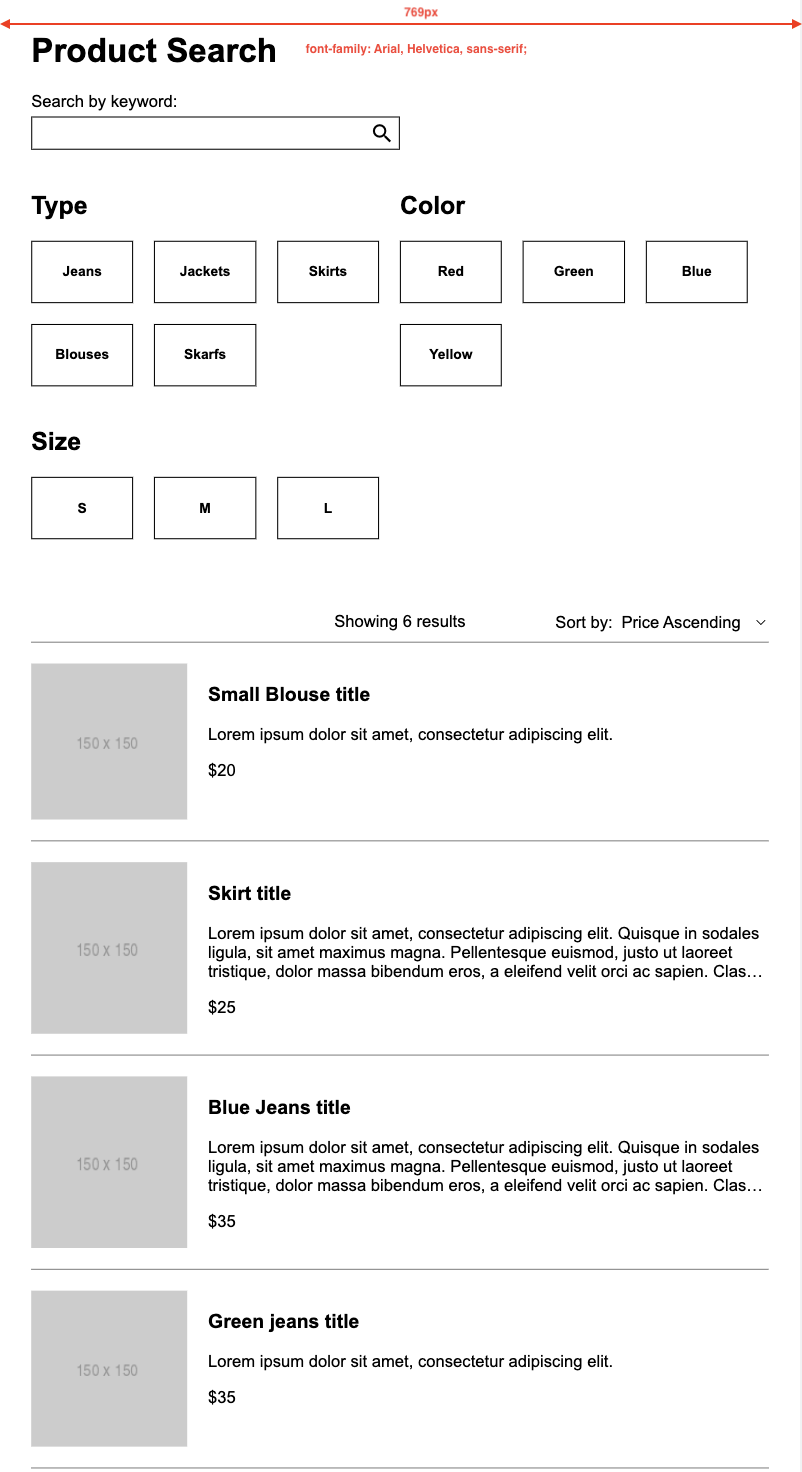 769px
Product Search
font-family: Arial, Helvetica, sans-serif;
Search by keyword:
Type
Color
Jeans
Jackets
Skirts
Red
Green
Blue
Blouses
Skarfs
Yellow
Size
S
M
L
Showing 6 results
Sort by: Price Ascending
150 x 150
Small Blouse title
Lorem ipsum dolor sit amet, consectetur adipiscing elit.
$20
150 x 150
Skirt title
Lorem ipsum dolor sit amet, consectetur adipiscing elit. Quisque in sodales
ligula, sit amet maximus magna. Pellentesque euismod, justo ut laoreet
tristique, dolor massa bibendum eros, a eleifend velit orci ac sapien. Clas…
$25
150 x 150
Blue Jeans title
Lorem ipsum dolor sit amet, consectetur adipiscing elit. Quisque in sodales
ligula, sit amet maximus magna. Pellentesque euismod, justo ut laoreet
tristique, dolor massa bibendum eros, a eleifend velit orci ac sapien. Clas…
$35
150 x 150
Green jeans title
Lorem ipsum dolor sit amet, consectetur adipiscing elit.
$35